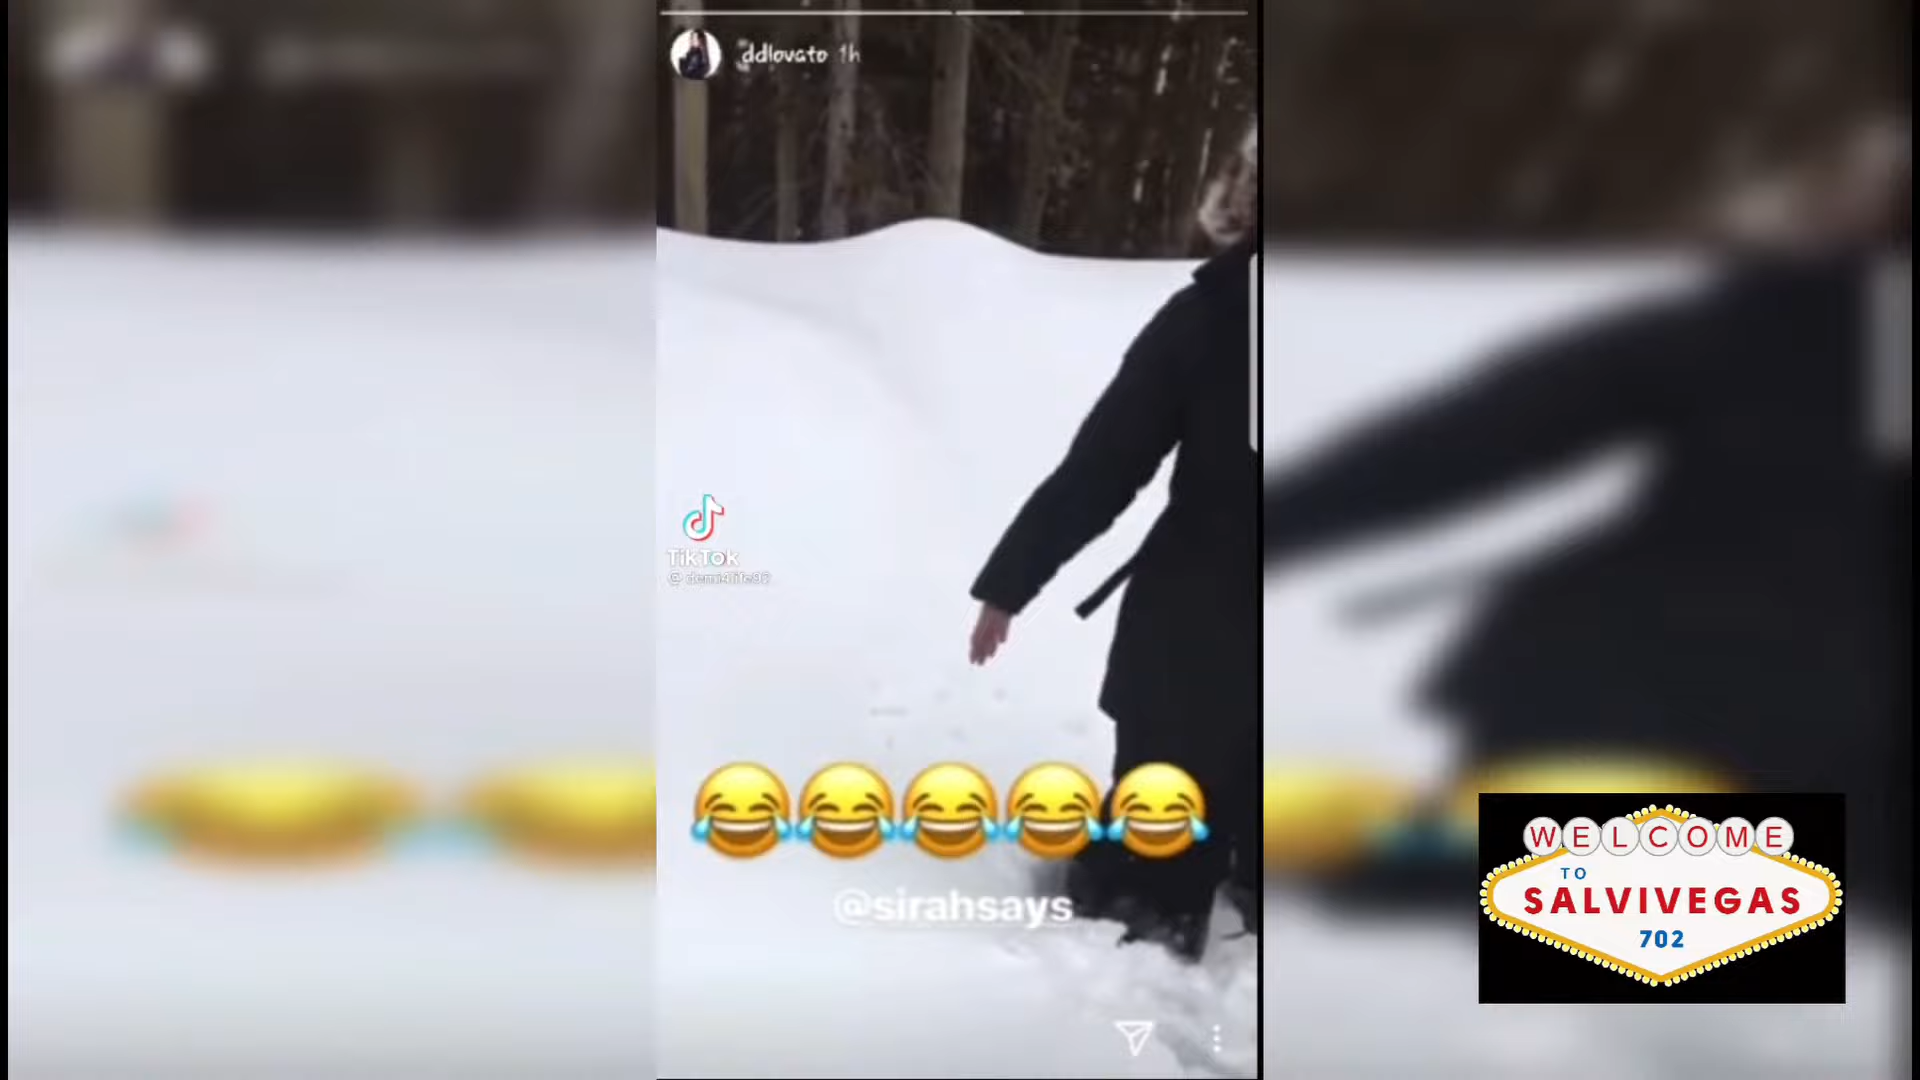 ddlovato 1h
TikTok
@sirahsays
WELCOME
TO
SALVIVEGAS
702